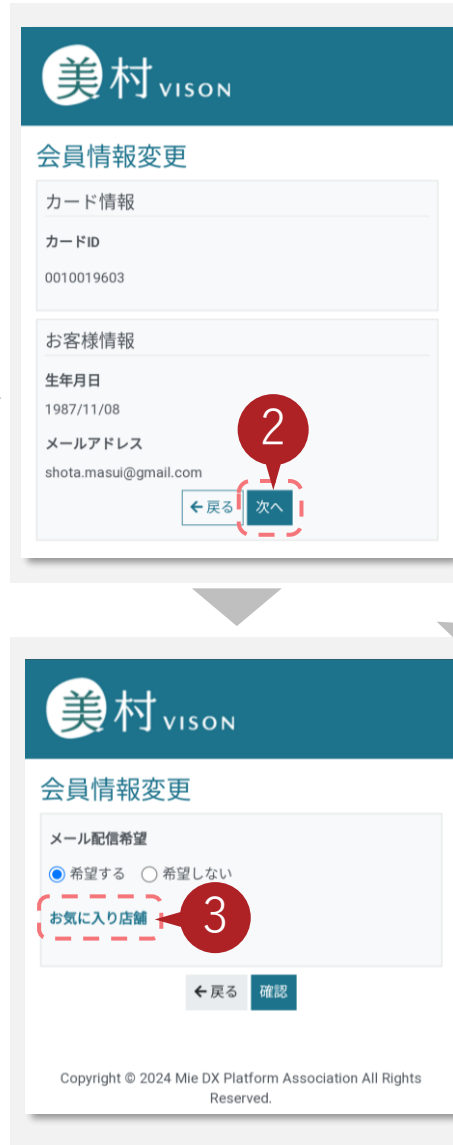 美村 VISON
会員情報変更
カード情報
カードID
0010019603
お客様情報
生年月日
1987/11/08
メールアドレス
shota.masui@gmail.com
2
←戻る 次へ
美村 VISON
会員情報変更
メール配信希望
希望する 希望しない
お気に入り店舗 3
←戻る 確認
Copyright © 2024 Mie DX Platform Association All Rights
Reserved.